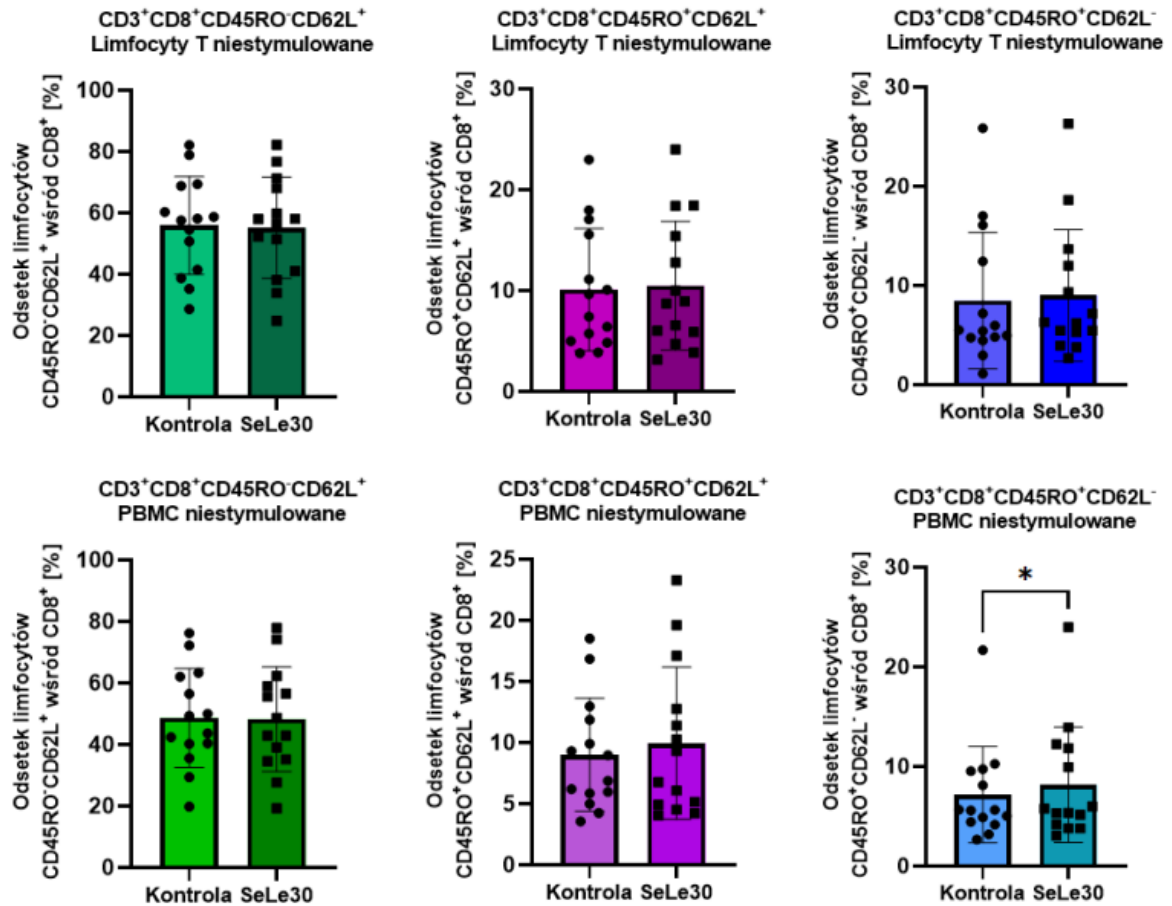 CD3⁺CD8⁺CD45RO⁻CD62L⁺
Limfocyty T niestymulowane
Odsetek limfocytów
CD45RO⁻CD62L⁺ wśród CD8⁺ [%]
100
80
60
40
20
0
Kontrola SeLe30
CD3⁺CD8⁺CD45RO⁺CD62L⁺
Limfocyty T niestymulowane
Odsetek limfocytów
CD45RO⁺CD62L⁺ wśród CD8⁺ [%]
30
20
10
0
Kontrola SeLe30
CD3⁺CD8⁺CD45RO⁺CD62L⁻
Limfocyty T niestymulowane
Odsetek limfocytów
CD45RO⁺CD62L⁻ wśród CD8⁺ [%]
30
20
10
0
Kontrola SeLe30
CD3⁺CD8⁺CD45RO⁻CD62L⁺
PBMC niestymulowane
Odsetek limfocytów
CD45RO⁻CD62L⁺ wśród CD8⁺ [%]
100
80
60
40
20
0
Kontrola SeLe30
CD3⁺CD8⁺CD45RO⁺CD62L⁺
PBMC niestymulowane
Odsetek limfocytów
CD45RO⁺CD62L⁺ wśród CD8⁺ [%]
25
20
15
10
5
0
Kontrola SeLe30
CD3⁺CD8⁺CD45RO⁺CD62L⁻
PBMC niestymulowane
Odsetek limfocytów
CD45RO⁺CD62L⁻ wśród CD8⁺ [%]
30
20
10
0
*
Kontrola SeLe30